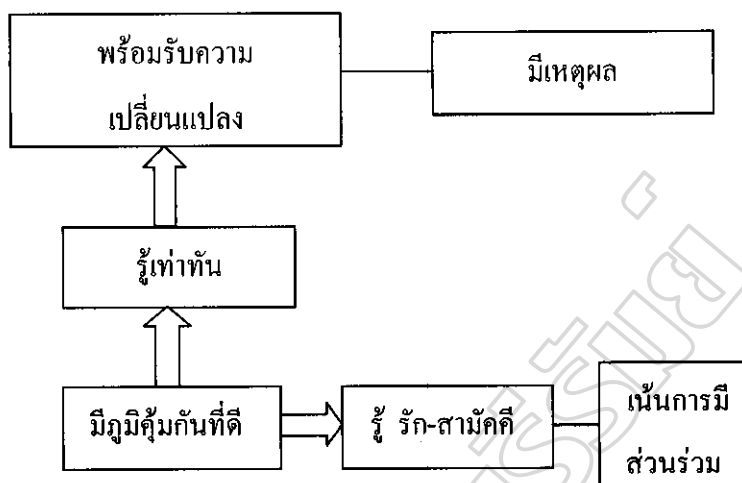 พร้อมรับความ
เปลี่ยนแปลง
มีเหตุผล
รู้เท่าทัน
มีภูมิคุ้มกันที่ดี
รู้ รัก-สามัคคี
เน้นการมี
ส่วนร่วม